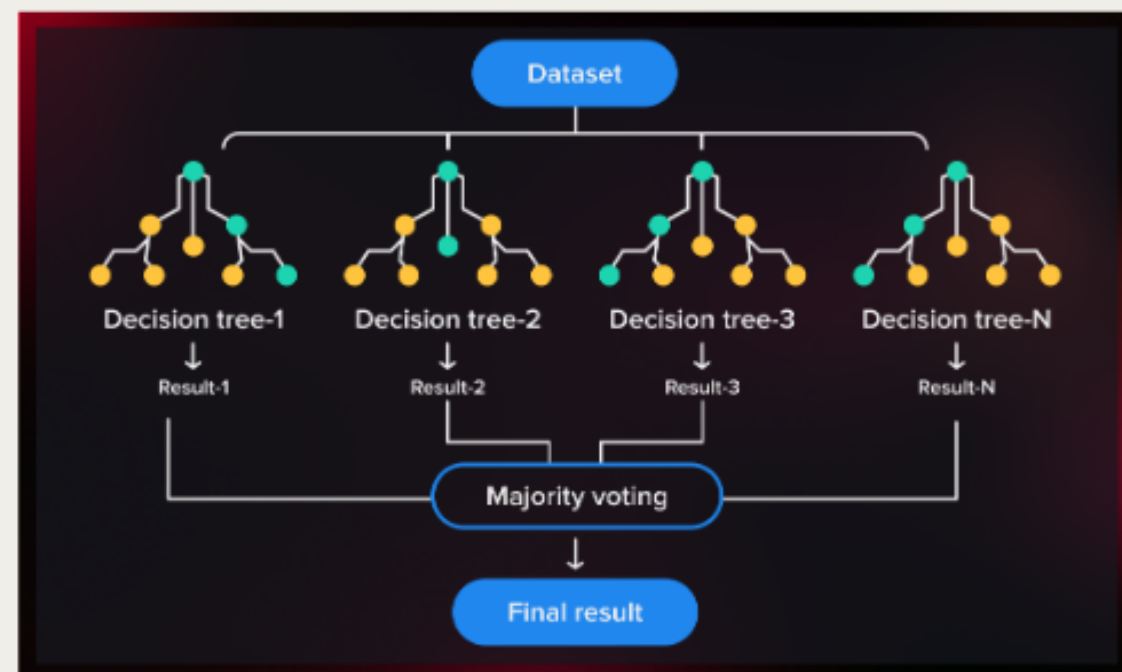 Dataset
Decision tree-1 Decision tree-2 Decision tree-3 Decision tree-N
Result-1 Result-2 Result-3 Result-N
Majority voting
Final result